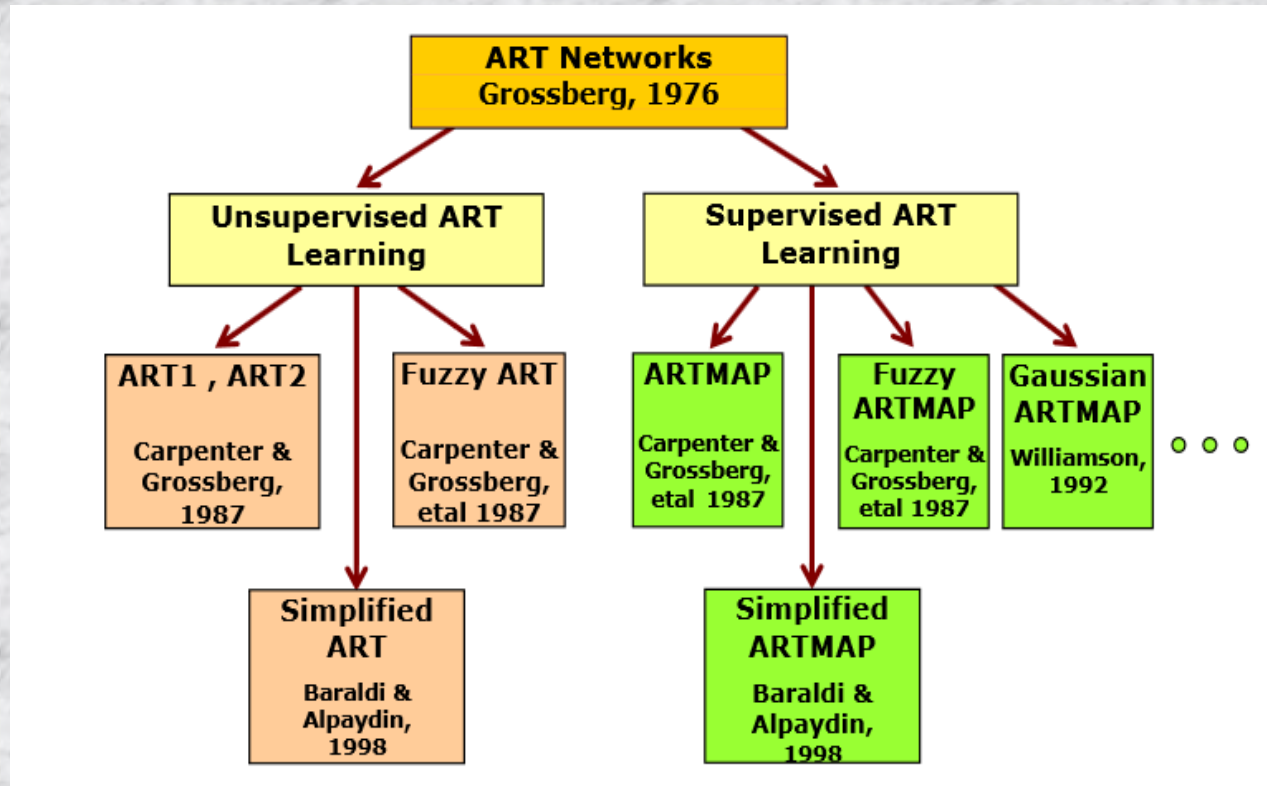 ART Networks
Grossberg, 1976
Unsupervised ART
Learning
Supervised ART
Learning
ART1 , ART2
Carpenter &
Grossberg,
1987
Fuzzy ART
Carpenter &
Grossberg,
etal 1987
ARTMAP
Carpenter &
Grossberg,
etal 1987
Fuzzy
ARTMAP
Carpenter &
Grossberg,
etal 1987
Gaussian
ARTMAP
Williamson,
1992
Simplified
ART
Baraldi &
Alpaydin,
1998
Simplified
ARTMAP
Baraldi &
Alpaydin,
1998